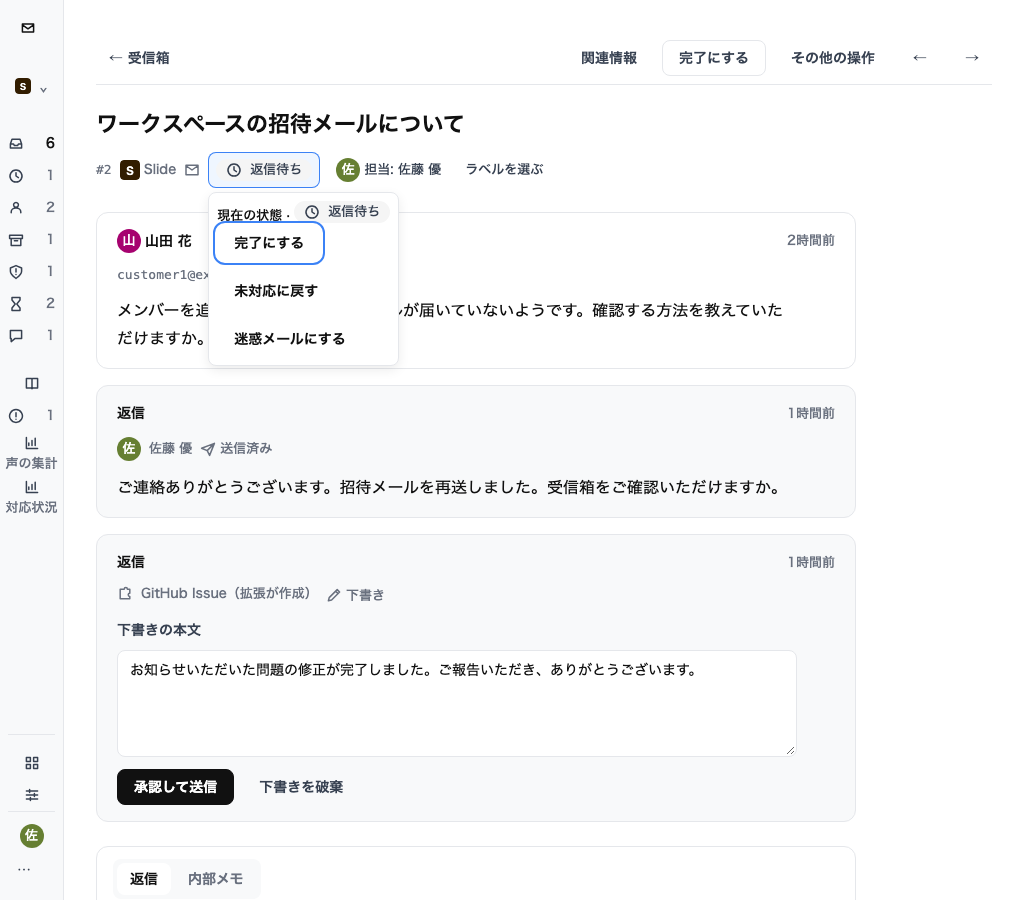 ← 受信箱
関連情報
完了にする
その他の操作
←
→
S
6
1
2
1
1
2
1
1
声の集計
対応状況
佐
…
ワークスペースの招待メールについて
#2 S Slide 返信待ち 佐 担当: 佐藤 優 ラベルを選ぶ
現在の状態 · 返信待ち
完了にする
未対応に戻す
迷惑メールにする
山 山田 花 2時間前
customer1@ex
メンバーを追 が届いていないようです。確認する方法を教えていた
だけますか。
返信 1時間前
佐 佐藤 優 送信済み
ご連絡ありがとうございます。招待メールを再送しました。受信箱をご確認いただけますか。
返信 1時間前
GitHub Issue（拡張が作成） 下書き
下書きの本文
お知らせいただいた問題の修正が完了しました。ご報告いただき、ありがとうございます。
承認して送信 下書きを破棄
返信 内部メモ